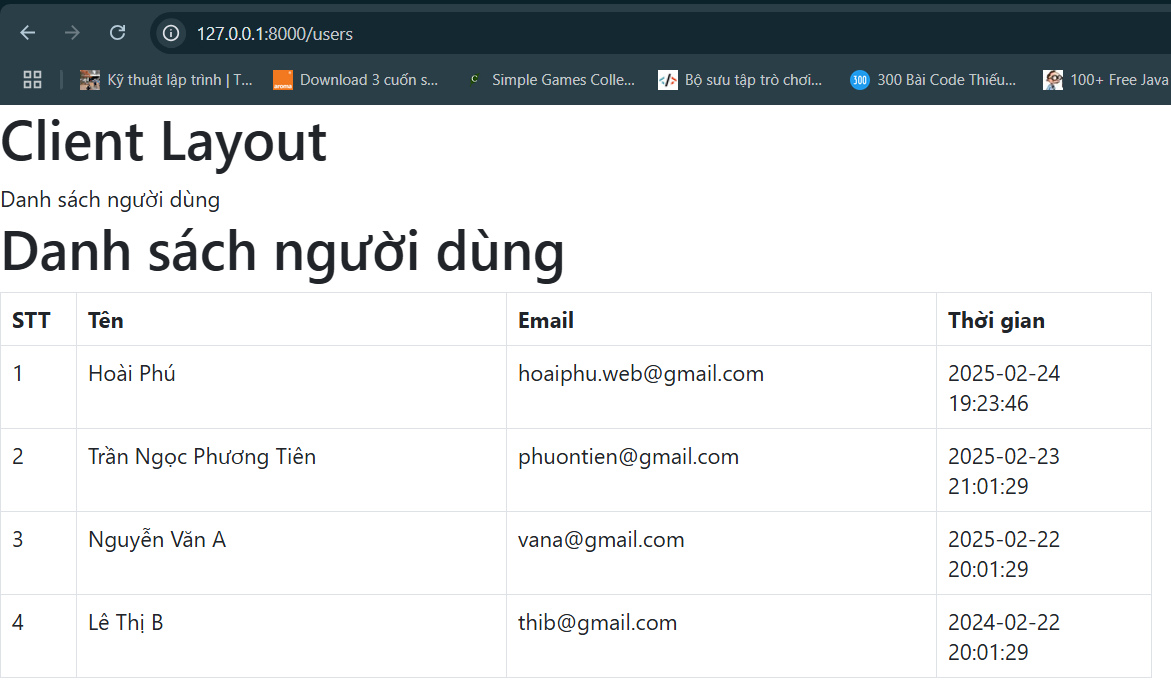 127.0.0.1:8000/users
Kỹ thuật lập trình | T... Download 3 cuốn s... C Simple Games Colle... </> Bộ sưu tập trò chơi... 300 300 Bài Code Thiếu... 100+ Free Java
Client Layout
Danh sách người dùng
Danh sách người dùng
STT Tên Email Thời gian
1 Hoài Phú hoaiphu.web@gmail.com 2025-02-24
19:23:46
2 Trần Ngọc Phương Tiên phuontien@gmail.com 2025-02-23
21:01:29
3 Nguyễn Văn A vana@gmail.com 2025-02-22
20:01:29
4 Lê Thị B thib@gmail.com 2024-02-22
20:01:29